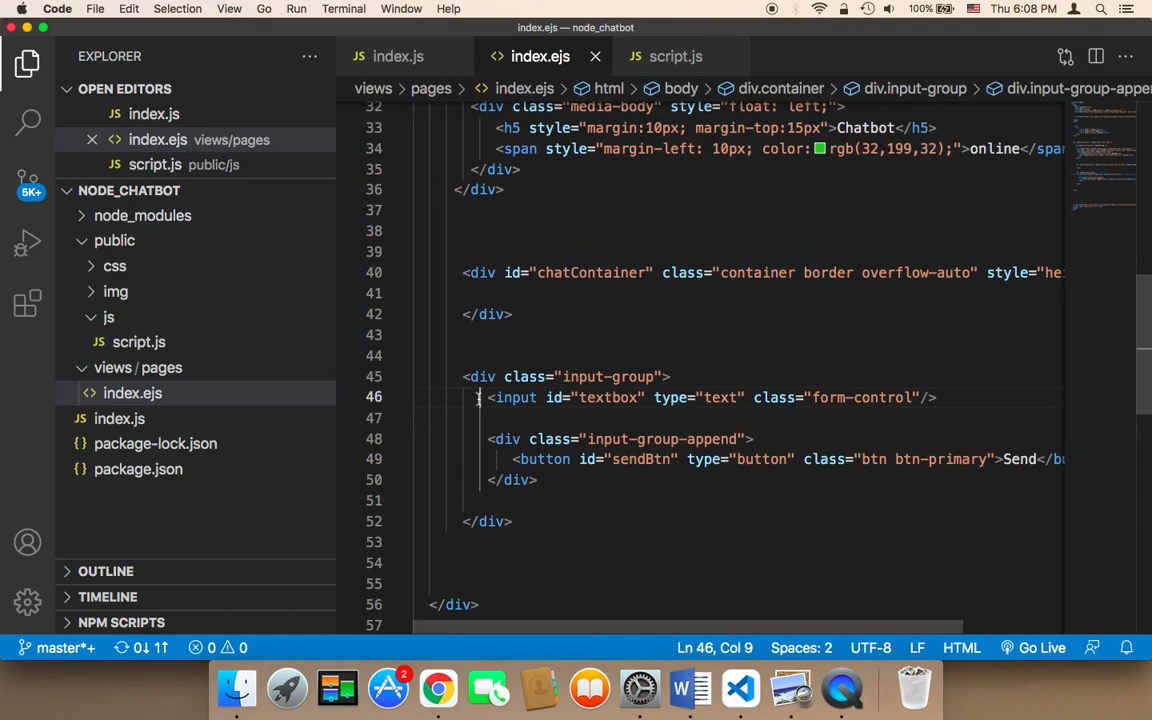 Code File Edit Selection View Go Run Terminal Window Help 100% Thu 6:08 PM
index.ejs — node_chatbot
EXPLORER
JS index.js
<> index.ejs
JS script.js
views > pages > <> index.ejs > html > body > div.container > div.input-group > div.input-group-appe
OPEN EDITORS
JS index.js
<> index.ejs views/pages
JS script.js public/js
5K+
NODE_CHATBOT
node_modules
public
css
img
js
JS script.js
views/pages
<> index.ejs
JS index.js
{} package-lock.json
{} package.json
OUTLINE
TIMELINE
NPM SCRIPTS
32 <div class="media-body" style="float: left;">
33 <h5 style="margin:10px; margin-top:15px">Chatbot</h5>
34 <span style="margin-left: 10px; color:rgb(32,199,32);">online</spa
35 </div>
36 </div>
37
38
39
40 <div id="chatContainer" class="container border overflow-auto" style="hei
41
42 </div>
43
44
45 <div class="input-group">
46 <input id="textbox" type="text" class="form-control"/>
47
48 <div class="input-group-append">
49 <button id="sendBtn" type="button" class="btn btn-primary">Send</bu
50 </div>
51
52 </div>
53
54
55
56 </div>
57
master*+ 0↓ 1↑ 0 0 Ln 46, Col 9 Spaces: 2 UTF-8 LF HTML Go Live
2